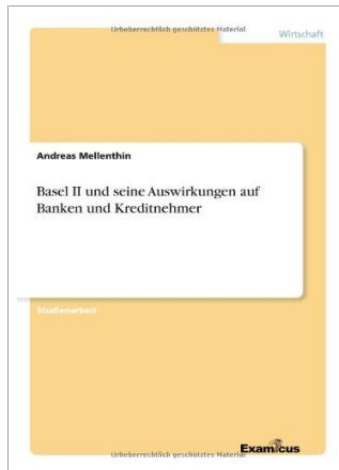 Urheberrechtlich geschütztes Material
Wirtschaft
Andreas Mellenthin
Basel II und seine Auswirkungen auf
Banken und Kreditnehmer
Studienarbeit
Examicus
Urheberrechtlich geschütztes Material